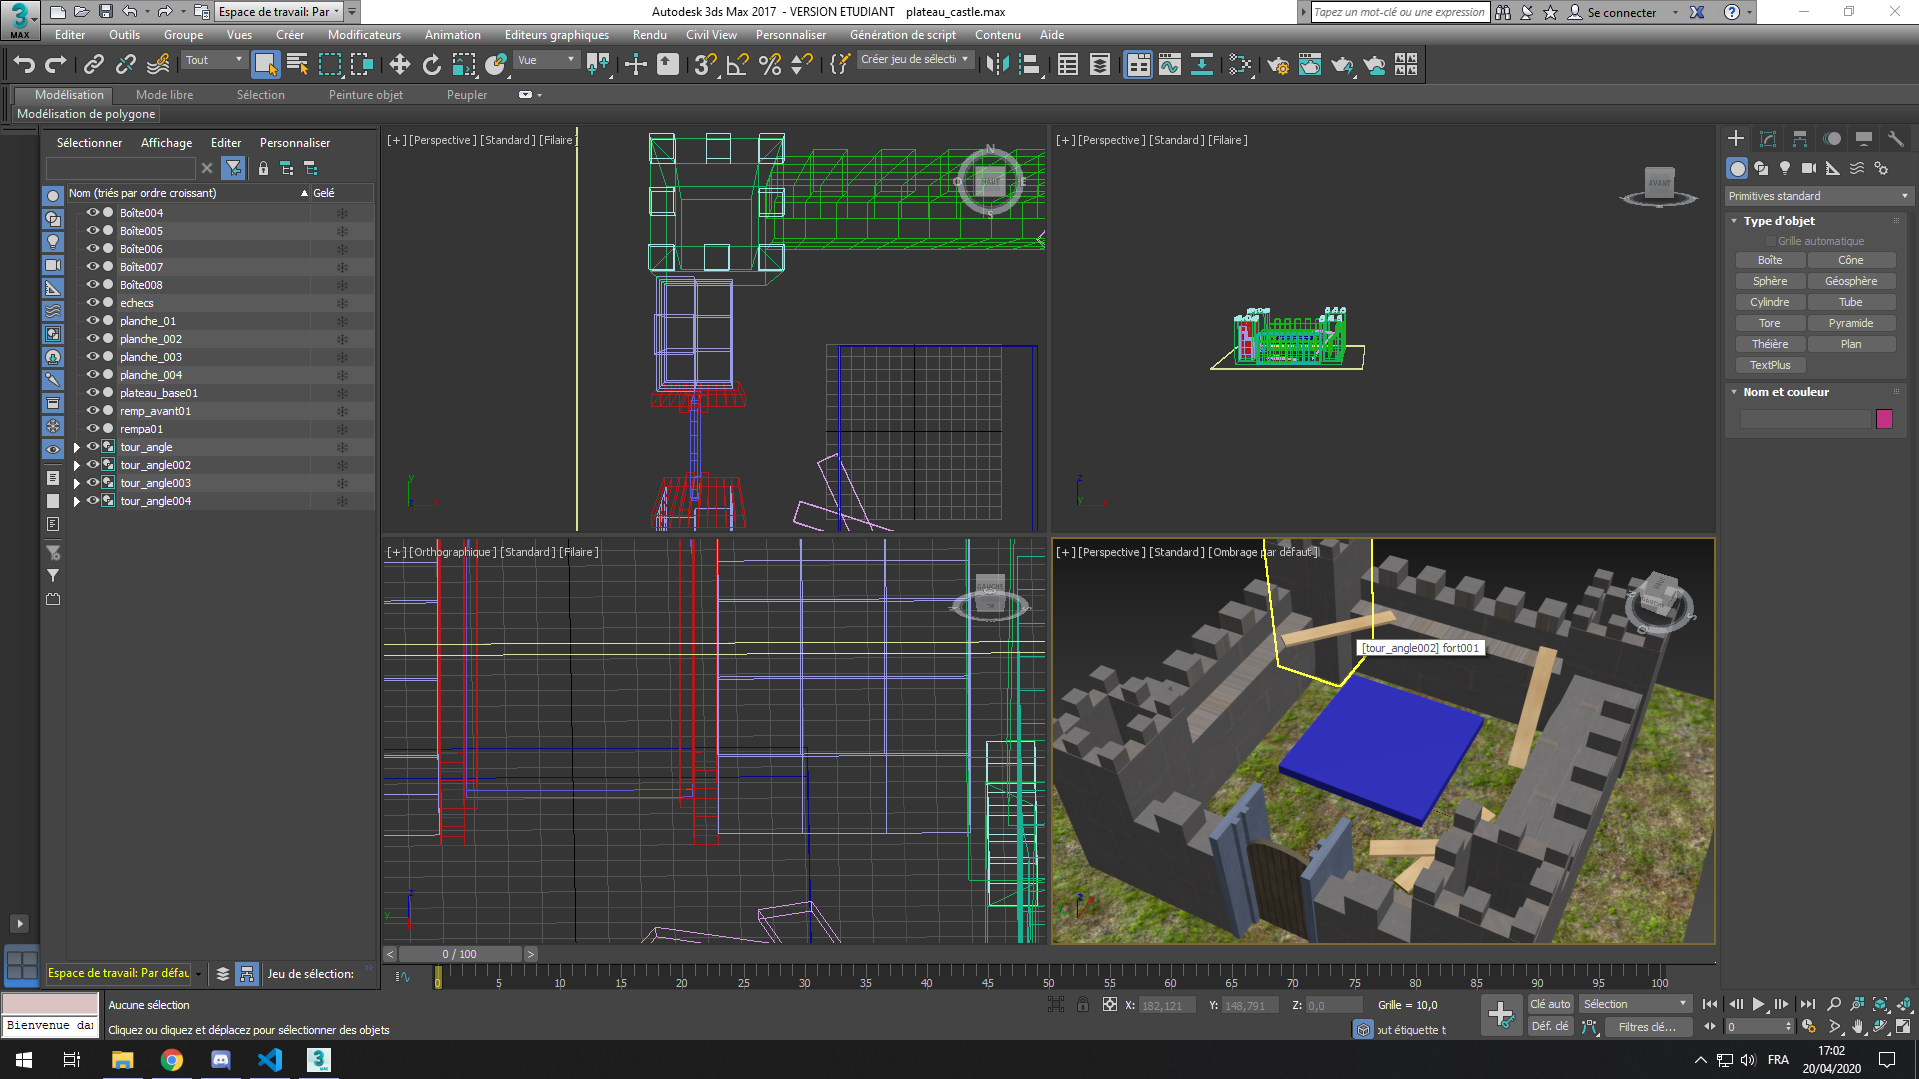 Espace de travail: Par
Autodesk 3ds Max 2017 - VERSION ETUDIANT plateau_castle.max
Tapez un mot-clé ou une expression
Se connecter
MAX
Editer Outils Groupe Vues Créer Modificateurs Animation Editeurs graphiques Rendu Civil View Personnaliser Génération de script Contenu Aide
Tout
Vue
Créer jeu de sélecti
Modélisation Mode libre Sélection Peinture objet Peupler
Modélisation de polygone
Sélectionner Affichage Editer Personnaliser
Nom (triés par ordre croissant) Gelé
Boîte004
Boîte005
Boîte006
Boîte007
Boîte008
echecs
planche_01
planche_002
planche_003
planche_004
plateau_base01
remp_avant01
rempa01
tour_angle
tour_angle002
tour_angle003
tour_angle004
[+] [Perspective] [Standard] [Filaire
[+] [Perspective] [Standard] [Filaire]
[+] [Orthographique] [Standard] [Filaire]
[+] [Perspective] [Standard] [Ombrage par défaut]
N
E
S
O
HAUT
AVANT
GAUCHE
[tour_angle002] fort001
Primitives standard
Type d'objet
Grille automatique
Boîte Cône
Sphère Géosphère
Cylindre Tube
Tore Pyramide
Théière Plan
TextPlus
Nom et couleur
0 / 100
0 5 10 15 20 25 30 35 40 45 50 55 60 65 70 75 80 85 90 95 100
Espace de travail: Par défau
Jeu de sélection:
Aucune sélection
Bienvenue dan
Cliquez ou cliquez et déplacez pour sélectionner des objets
X: 182,121 Y: 148,791 Z: 0,0 Grille = 10,0
out étiquette t
Clé auto Sélection
Déf. clé Filtres clé...
0
FRA
17:02
20/04/2020